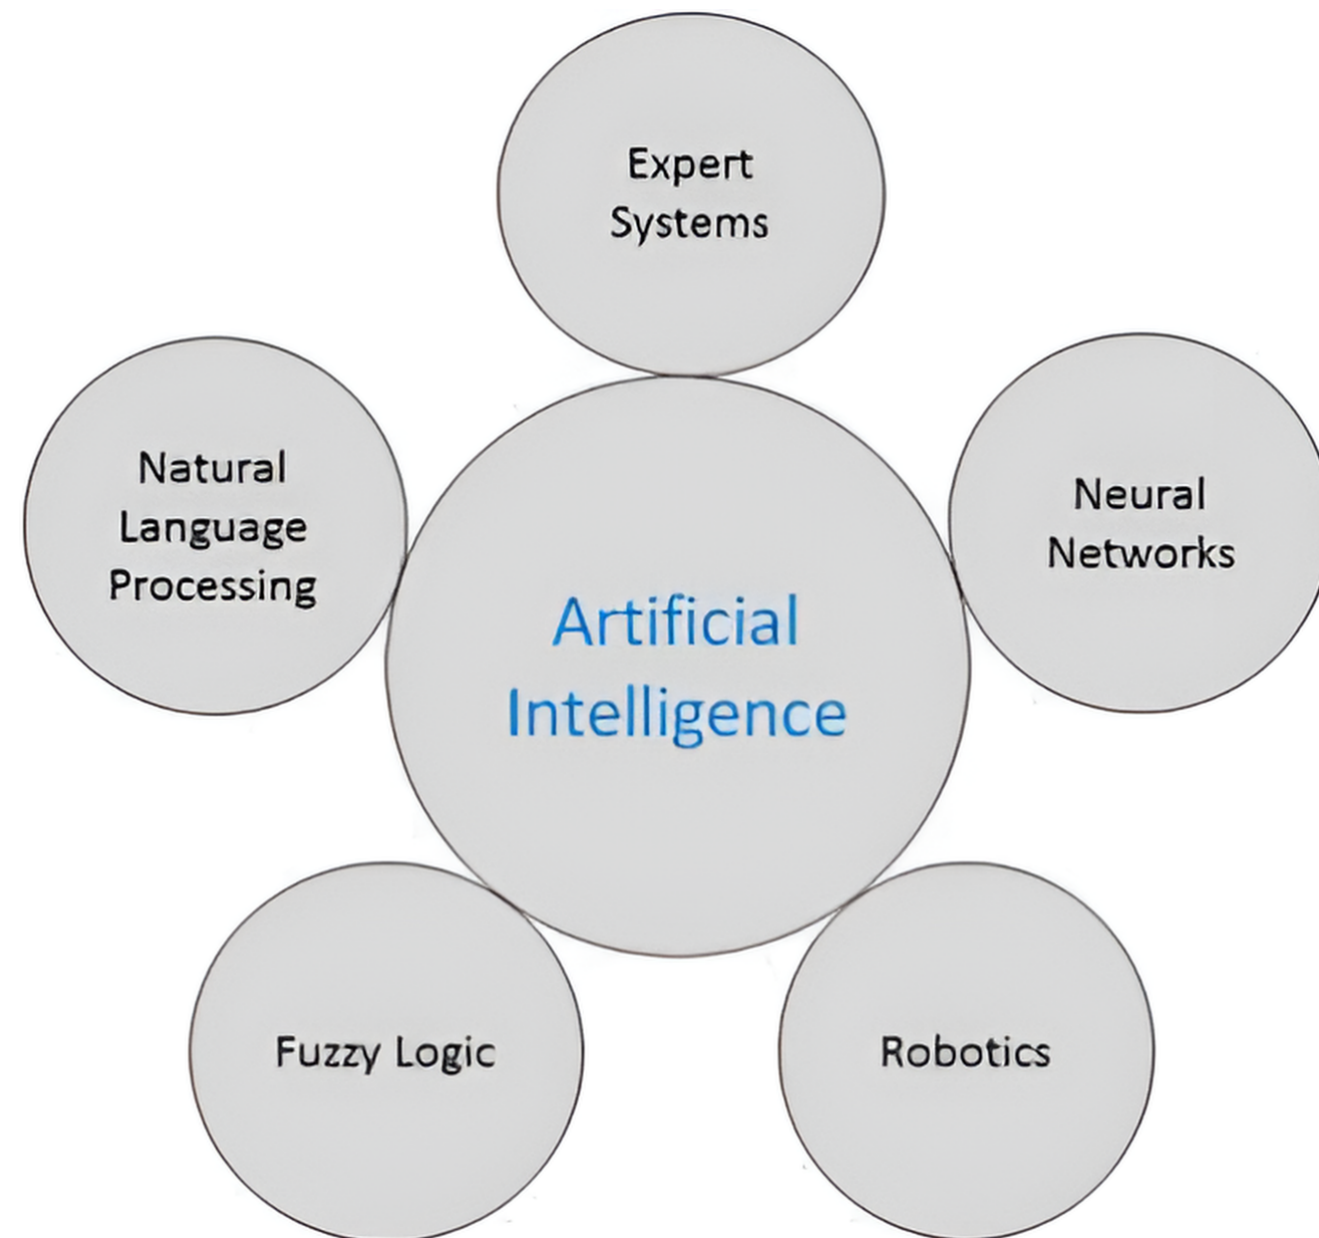 Expert
Systems
Natural
Language
Processing
Neural
Networks
Artificial
Intelligence
Fuzzy Logic
Robotics